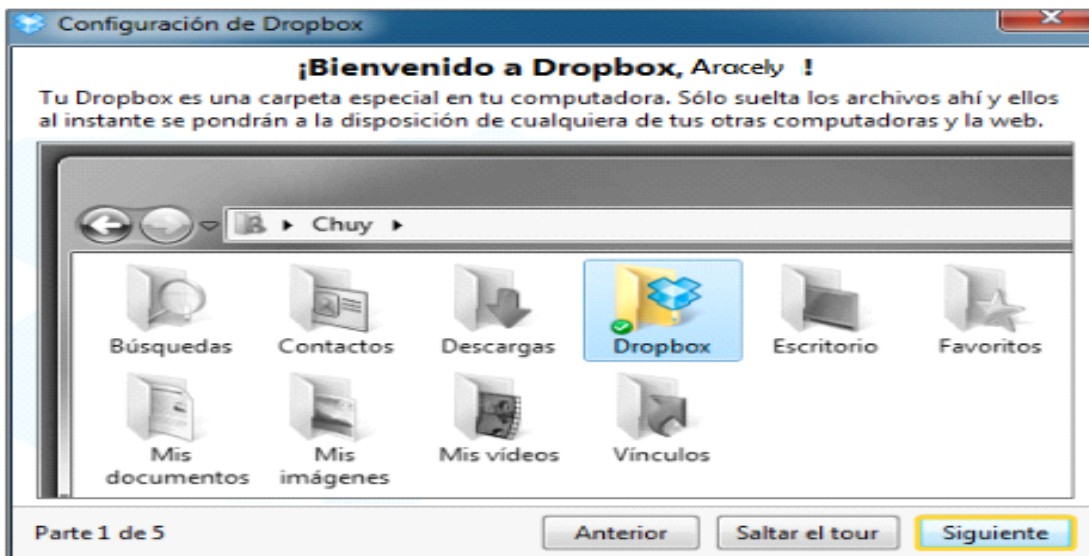 Configuración de Dropbox
¡Bienvenido a Dropbox, Aracely !
Tu Dropbox es una carpeta especial en tu computadora. Sólo suelta los archivos ahí y ellos
al instante se pondrán a la disposición de cualquiera de tus otras computadoras y la web.
Chuy
Búsquedas Contactos Descargas Dropbox Escritorio Favoritos
Mis documentos Mis imágenes Mis vídeos Vínculos
Parte 1 de 5 Anterior Saltar el tour Siguiente